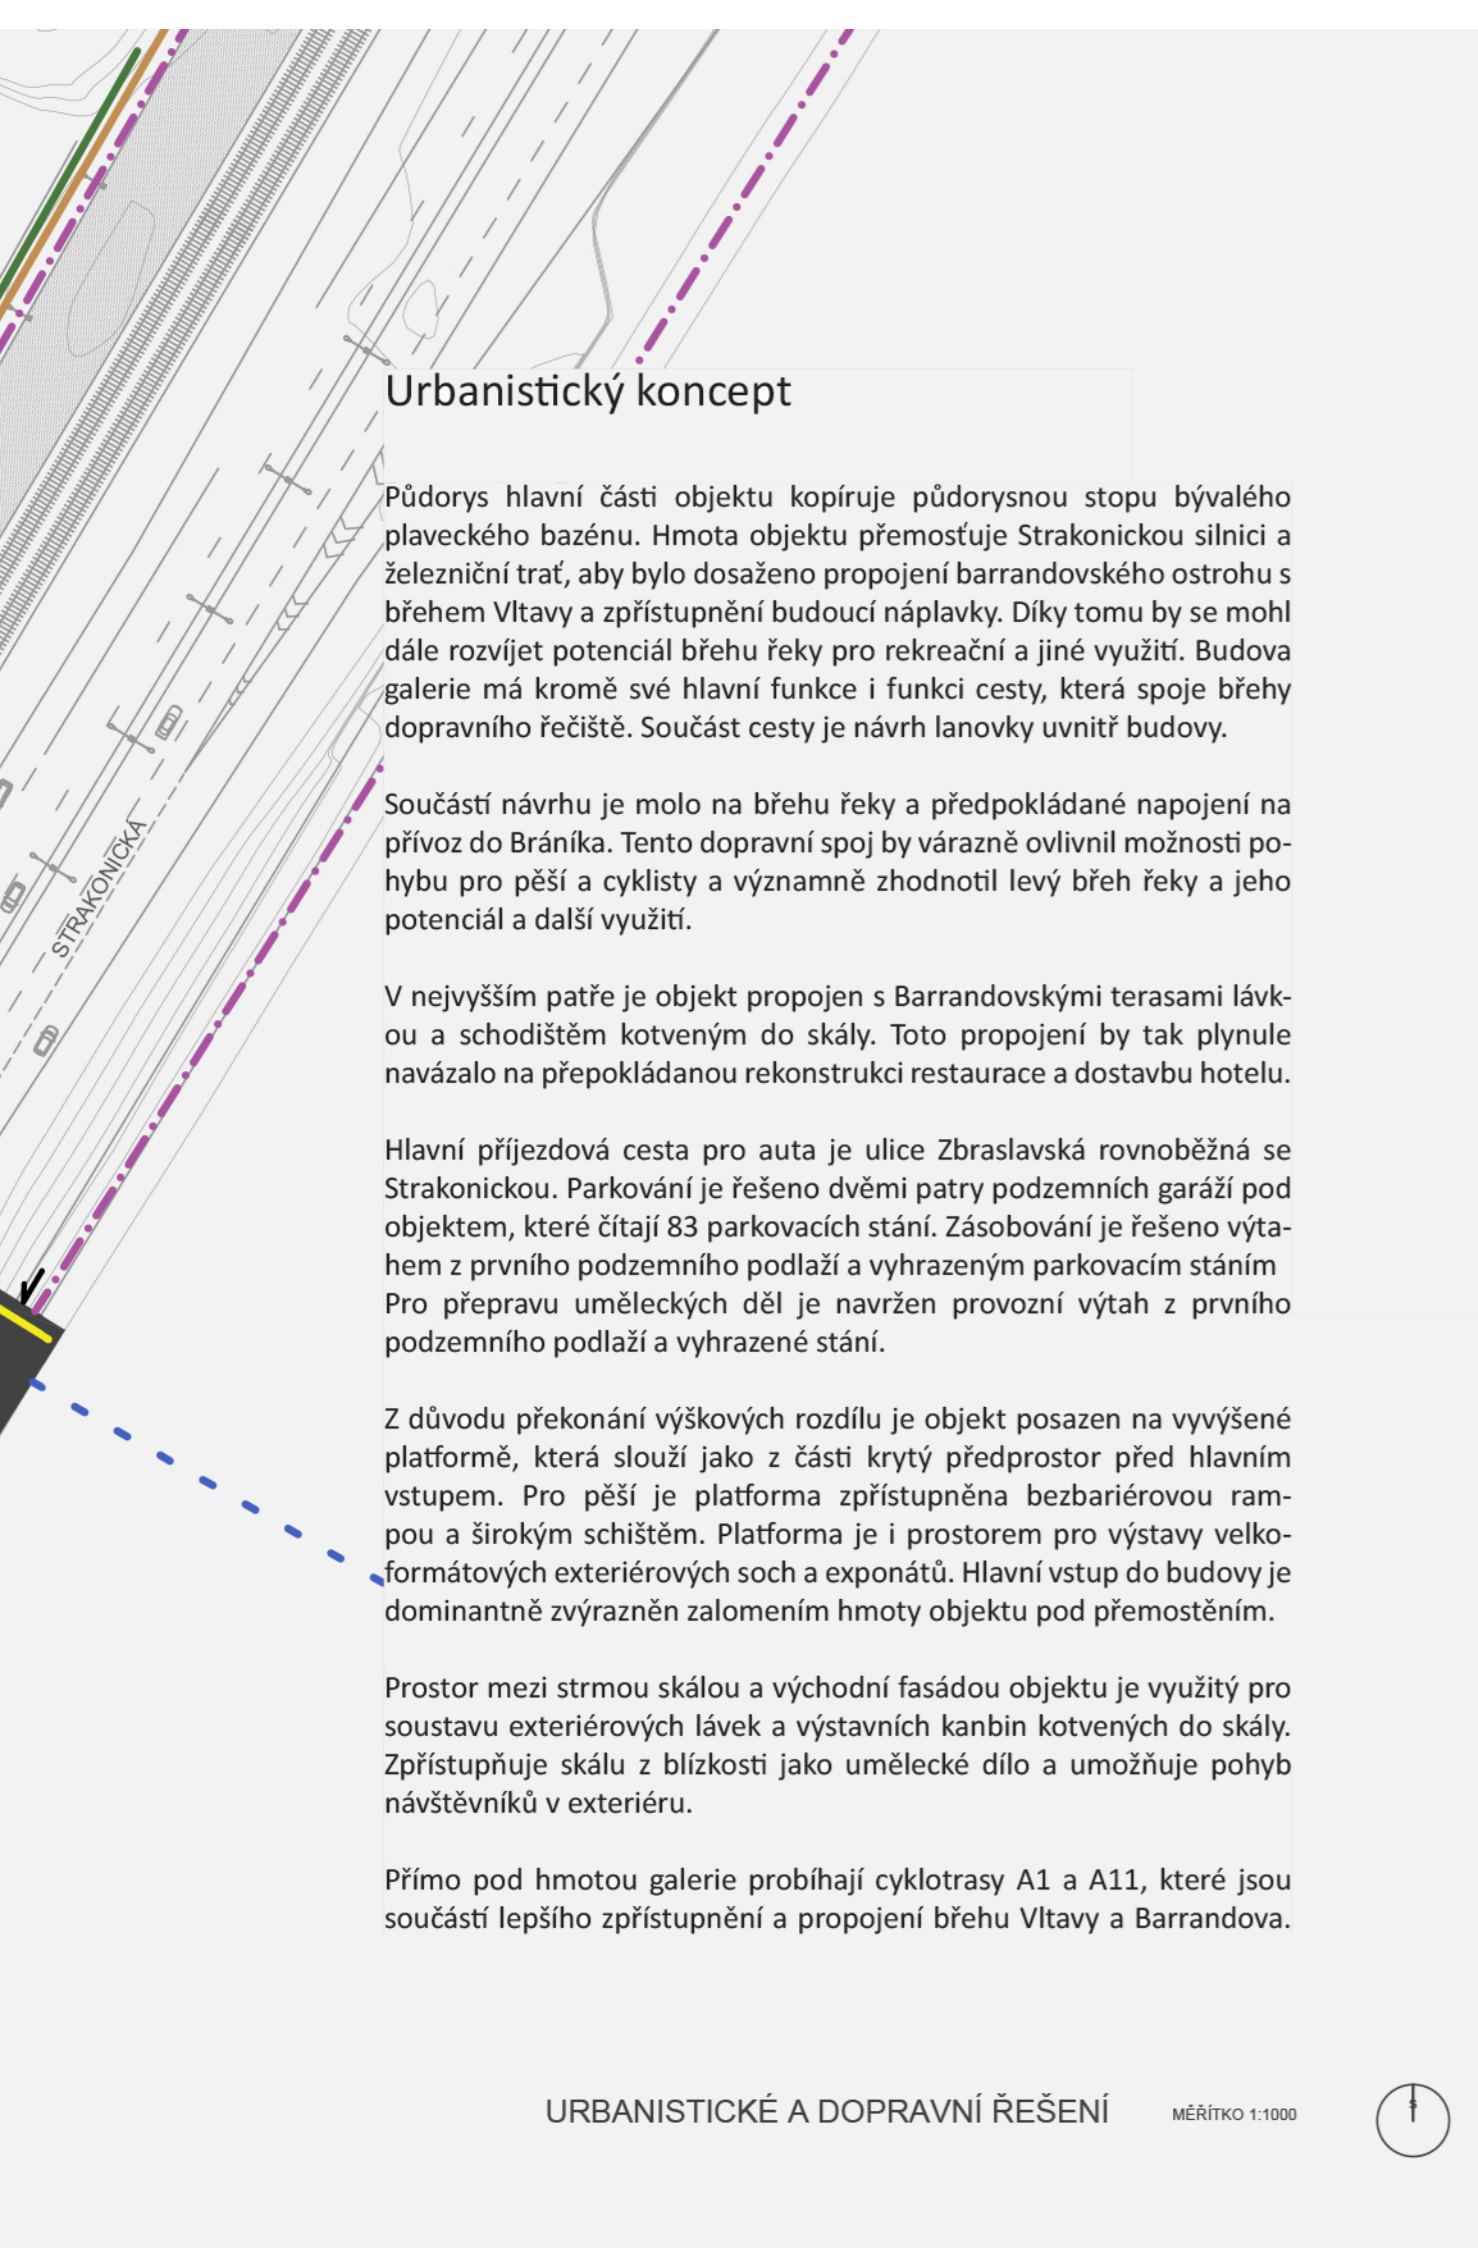 Urbanistický koncept
Půdorys hlavní části objektu kopíruje půdorysnou stopu bývalého
plaveckého bazénu. Hmota objektu přemosťuje Strakonickou silnici a
železniční trať, aby bylo dosaženo propojení barrandovského ostrohu s
břehem Vltavy a zpřístupnění budoucí náplavky. Díky tomu by se mohl
dále rozvíjet potenciál břehu řeky pro rekreační a jiné využití. Budova
galerie má kromě své hlavní funkce i funkci cesty, která spoje břehy
dopravního řečiště. Součást cesty je návrh lanovky uvnitř budovy.
Součástí návrhu je molo na břehu řeky a předpokládané napojení na
přívoz do Bráníka. Tento dopravní spoj by várazně ovlivnil možnosti po-
hybu pro pěší a cyklisty a významně zhodnotil levý břeh řeky a jeho
potenciál a další využití.
V nejvyšším patře je objekt propojen s Barrandovskými terasami lávk-
ou a schodištěm kotveným do skály. Toto propojení by tak plynule
navázalo na přepokládanou rekonstrukci restaurace a dostavbu hotelu.
Hlavní příjezdová cesta pro auta je ulice Zbraslavská rovnoběžná se
Strakonickou. Parkování je řešeno dvěmi patry podzemních garáží pod
objektem, které čítají 83 parkovacích stání. Zásobování je řešeno výta-
hem z prvního podzemního podlaží a vyhrazeným parkovacím stáním
Pro přepravu uměleckých děl je navržen provozní výtah z prvního
podzemního podlaží a vyhrazené stání.
Z důvodu překonání výškových rozdílu je objekt posazen na vyvýšené
platformě, která slouží jako z části krytý předprostor před hlavním
vstupem. Pro pěší je platforma zpřístupněna bezbariérovou ram-
pou a širokým schištěm. Platforma je i prostorem pro výstavy velko-
formátových exteriérových soch a exponátů. Hlavní vstup do budovy je
dominantně zvýrazněn zalomením hmoty objektu pod přemostěním.
Prostor mezi strmou skálou a východní fasádou objektu je využitý pro
soustavu exteriérových lávek a výstavních kanbin kotvených do skály.
Zpřístupňuje skálu z blízkosti jako umělecké dílo a umožňuje pohyb
návštěvníků v exteriéru.
Přímo pod hmotou galerie probíhají cyklotrasy A1 a A11, které jsou
součástí lepšího zpřístupnění a propojení břehu Vltavy a Barrandova.
STRAKONICKÁ
URBANISTICKÉ A DOPRAVNÍ ŘEŠENÍ
MĚŘÍTKO 1:1000
S